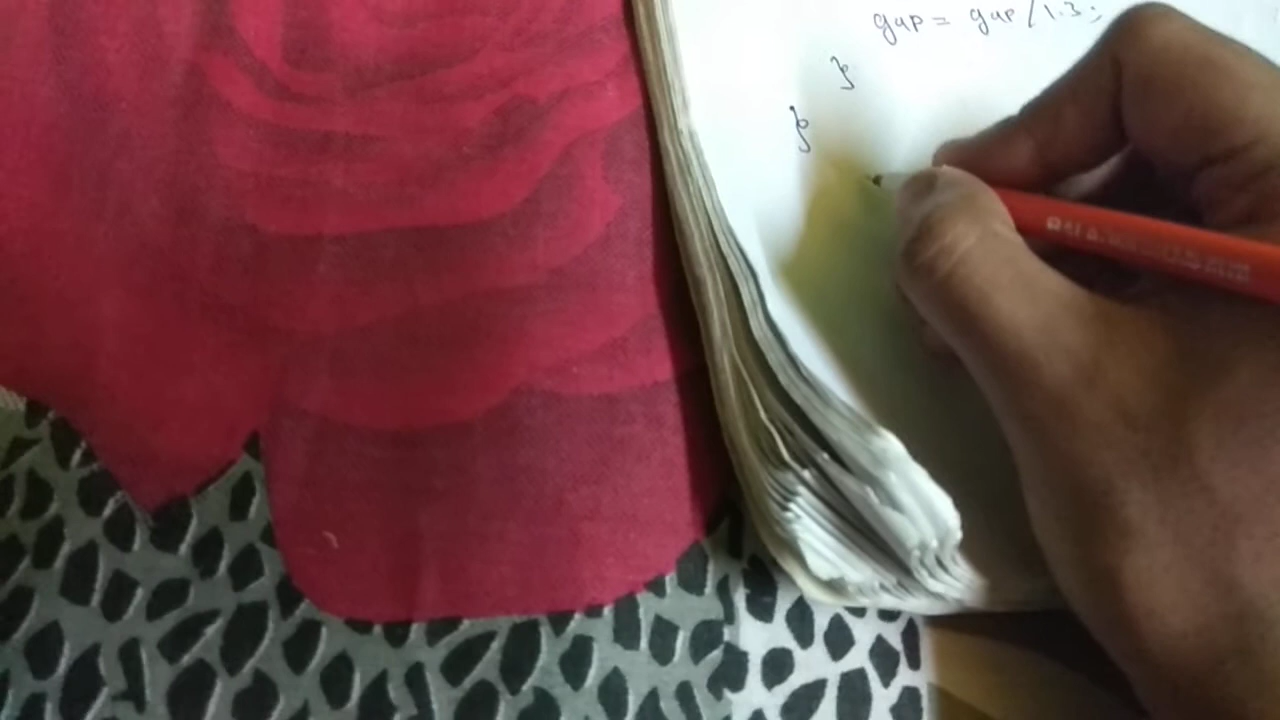 gap = gap/1.3;
}
}